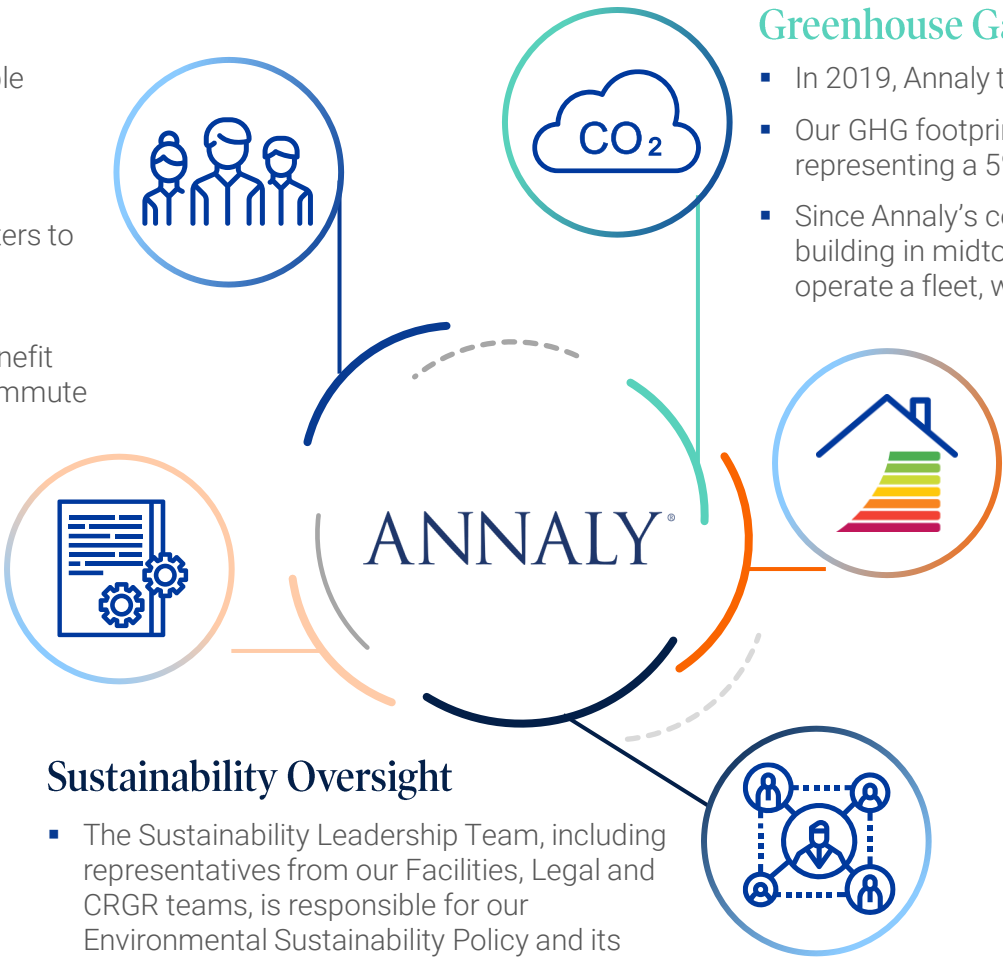 Greenhouse Ga
▪ In 2019, Annaly t
▪ Our GHG footprin
representing a 5
▪ Since Annaly's co
building in midto
operate a fleet, w
CO2
ters to
nefit
mmute
ANNALY®
Sustainability Oversight
▪ The Sustainability Leadership Team, including
representatives from our Facilities, Legal and
CRGR teams, is responsible for our
Environmental Sustainability Policy and its